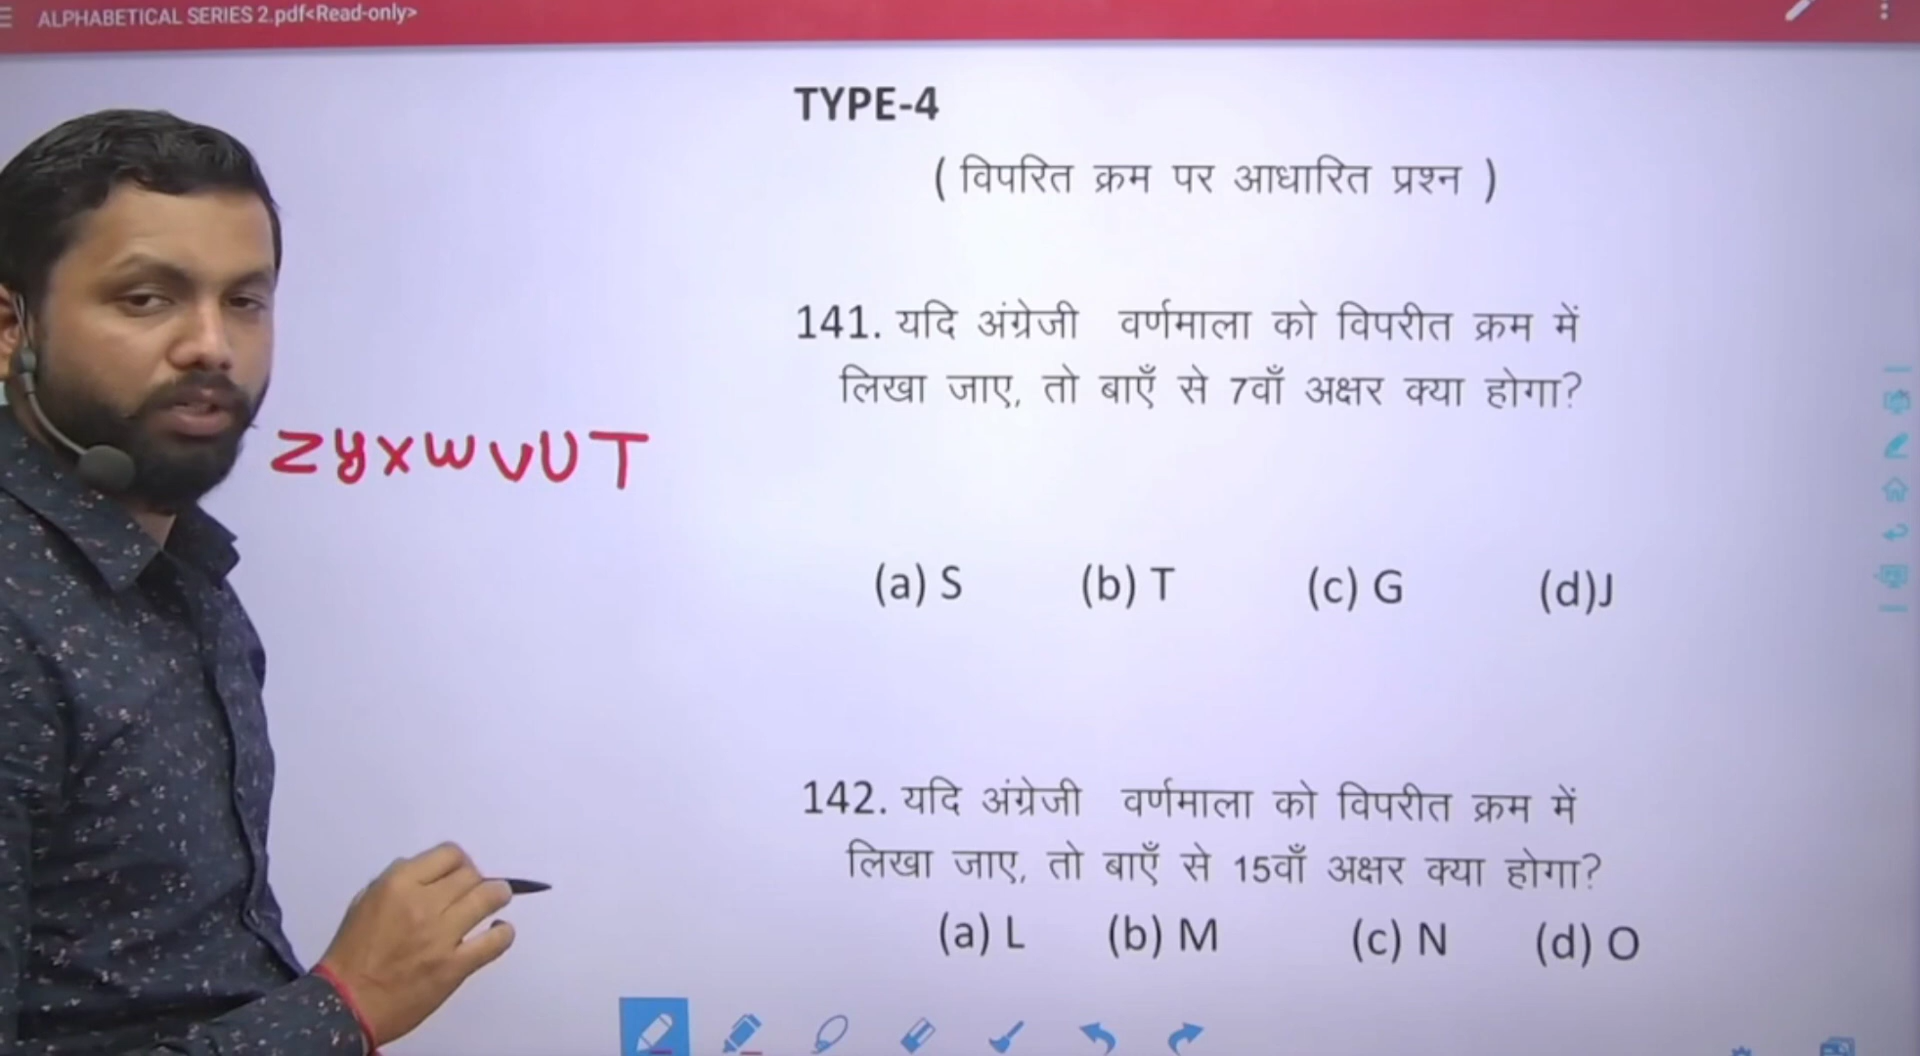 ALPHABETICAL SERIES 2.pdf<Read-only>
TYPE-4
( विपरित क्रम पर आधारित प्रश्न )
141. यदि अंग्रेजी वर्णमाला को विपरीत क्रम में
लिखा जाए, तो बाएँ से 7वाँ अक्षर क्या होगा?
ZYXWVUT
(a) S (b) T (c) G (d)J
142. यदि अंग्रेजी वर्णमाला को विपरीत क्रम में
लिखा जाए, तो बाएँ से 15वाँ अक्षर क्या होगा?
(a) L (b) M (c) N (d) O